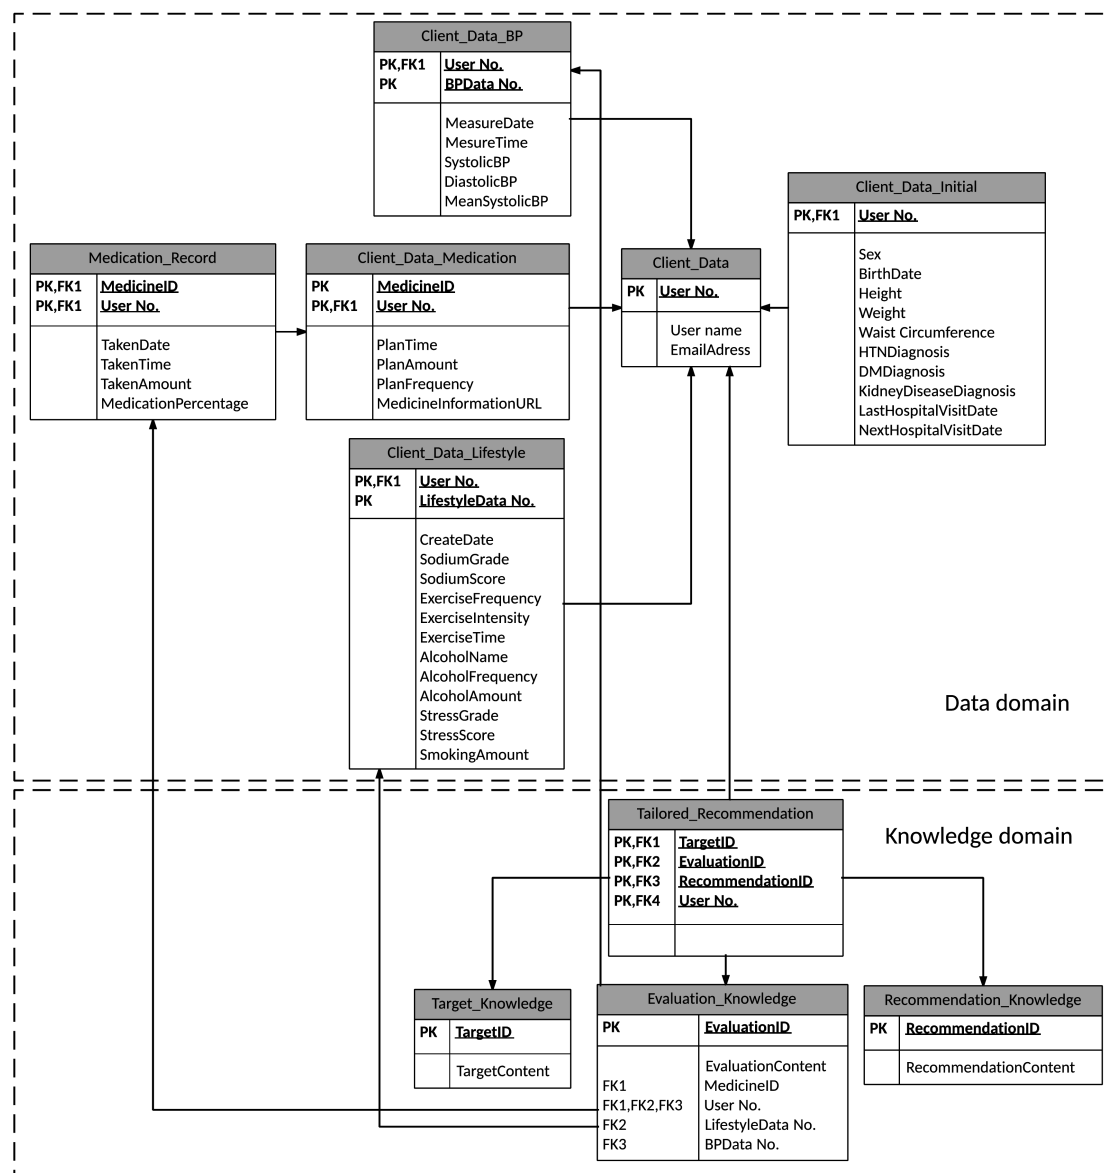 Client_Data_BP
PK,FK1 User No.
PK BPData No.
MeasureDate
MesureTime
SystolicBP
DiastolicBP
MeanSystolicBP
Client_Data_Initial
PK,FK1 User No.
Sex
BirthDate
Height
Weight
Waist Circumference
HTNDiagnosis
DMDiagnosis
KidneyDiseaseDiagnosis
LastHospitalVisitDate
NextHospitalVisitDate
Medication_Record
PK,FK1 MedicineID
PK,FK1 User No.
TakenDate
TakenTime
TakenAmount
MedicationPercentage
Client_Data_Medication
PK MedicineID
PK,FK1 User No.
PlanTime
PlanAmount
PlanFrequency
MedicineInformationURL
Client_Data
PK User No.
User name
EmailAdress
Client_Data_Lifestyle
PK,FK1 User No.
PK LifestyleData No.
CreateDate
SodiumGrade
SodiumScore
ExerciseFrequency
ExerciseIntensity
ExerciseTime
AlcoholName
AlcoholFrequency
AlcoholAmount
StressGrade
StressScore
SmokingAmount
Data domain
Knowledge domain
Tailored_Recommendation
PK,FK1 TargetID
PK,FK2 EvaluationID
PK,FK3 RecommendationID
PK,FK4 User No.
Target_Knowledge
PK TargetID
TargetContent
Evaluation_Knowledge
PK EvaluationID
EvaluationContent
FK1 MedicineID
FK1,FK2,FK3 User No.
FK2 LifestyleData No.
FK3 BPData No.
Recommendation_Knowledge
PK RecommendationID
RecommendationContent